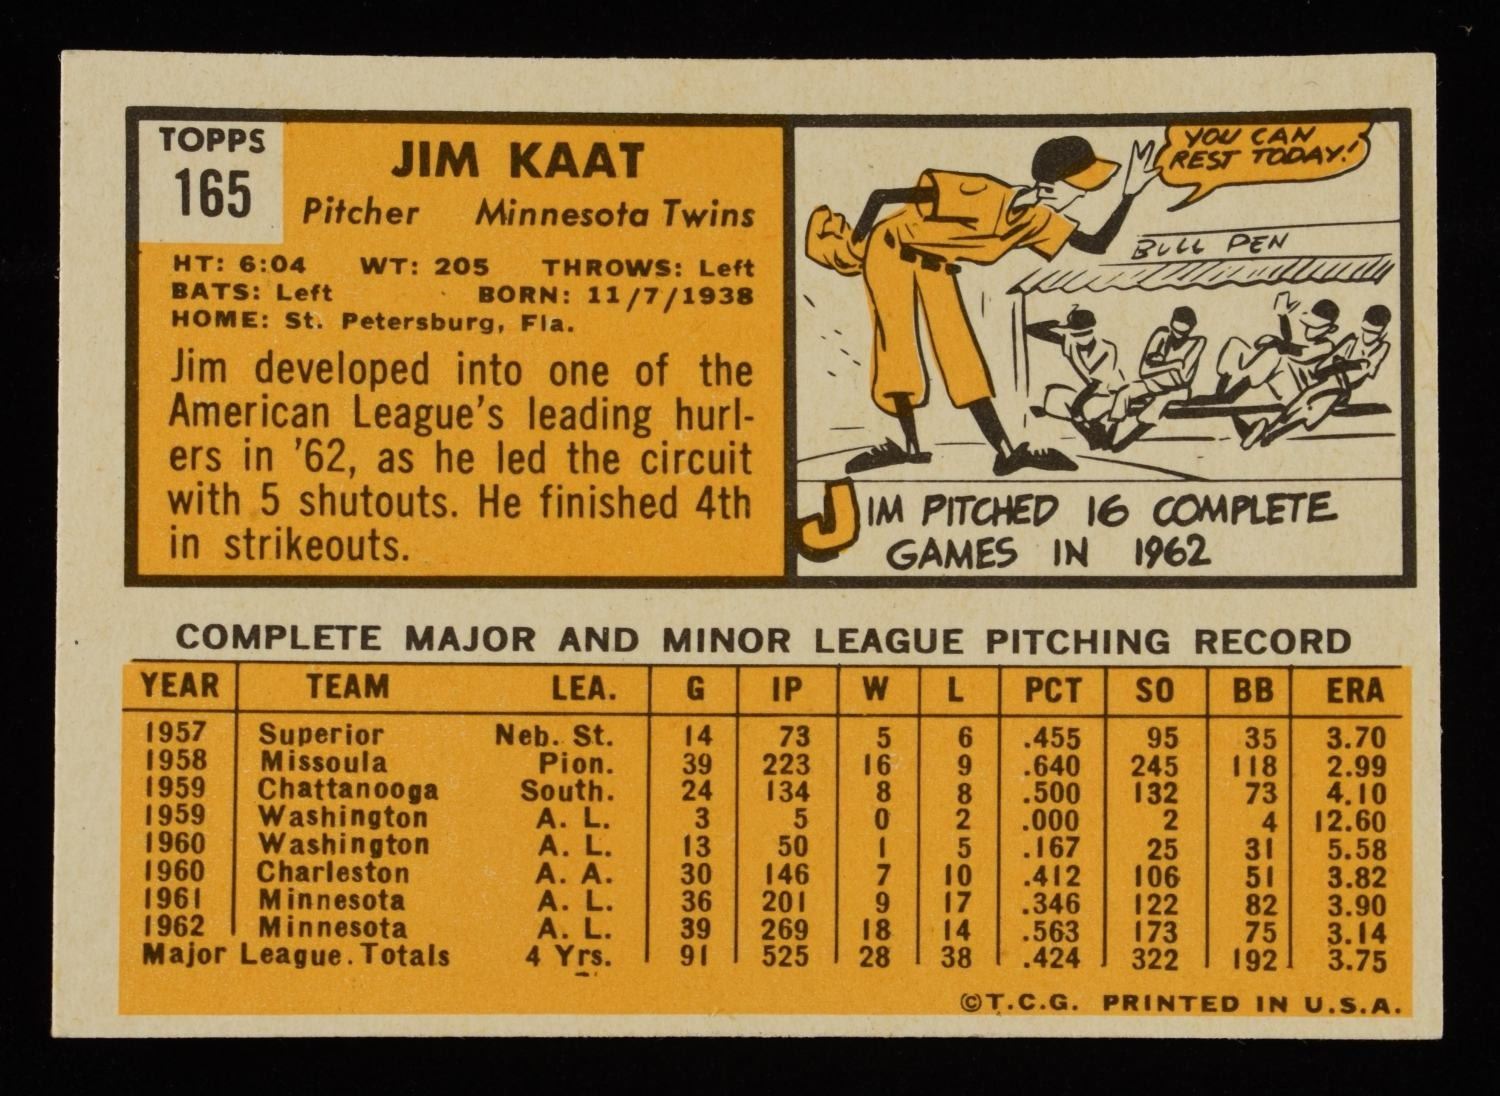 TOPPS
165
JIM KAAT
Pitcher Minnesota Twins
HT: 6:04 WT: 205 THROWS: Left
BATS: Left BORN: 11/7/1938
HOME: St. Petersburg, Fla.
Jim developed into one of the
American League's leading hurl-
ers in '62, as he led the circuit
with 5 shutouts. He finished 4th
in strikeouts.
YOU CAN
REST TODAY!
BULL PEN
JIM PITCHED 16 COMPLETE
GAMES IN 1962
COMPLETE MAJOR AND MINOR LEAGUE PITCHING RECORD
YEAR TEAM LEA. G IP W L PCT SO BB ERA
1957 Superior Neb. St. 14 73 5 6 .455 95 35 3.70
1958 Missoula Pion. 39 223 16 9 .640 245 118 2.99
1959 Chattanooga South. 24 134 8 8 .500 132 73 4.10
1959 Washington A. L. 3 5 0 2 .000 2 4 12.60
1960 Washington A. L. 13 50 1 5 .167 25 31 5.58
1960 Charleston A. A. 30 146 7 10 .412 106 51 3.82
1961 Minnesota A. L. 36 201 9 17 .346 122 82 3.90
1962 Minnesota A. L. 39 269 18 14 .563 173 75 3.14
Major League Totals 4 Yrs. 91 525 28 38 .424 322 192 3.75
©T.C.G. PRINTED IN U.S.A.